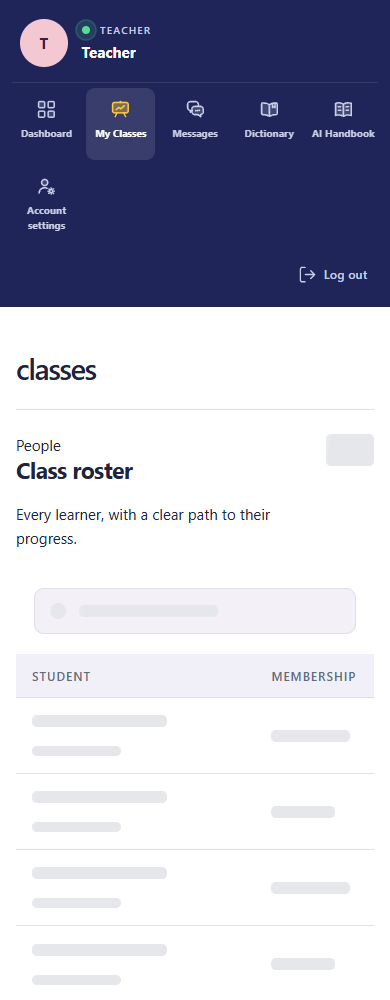 T
TEACHER
Teacher
Dashboard
My Classes
Messages
Dictionary
AI Handbook
Account
settings
Log out
classes
People
Class roster
Every learner, with a clear path to their
progress.
STUDENT MEMBERSHIP